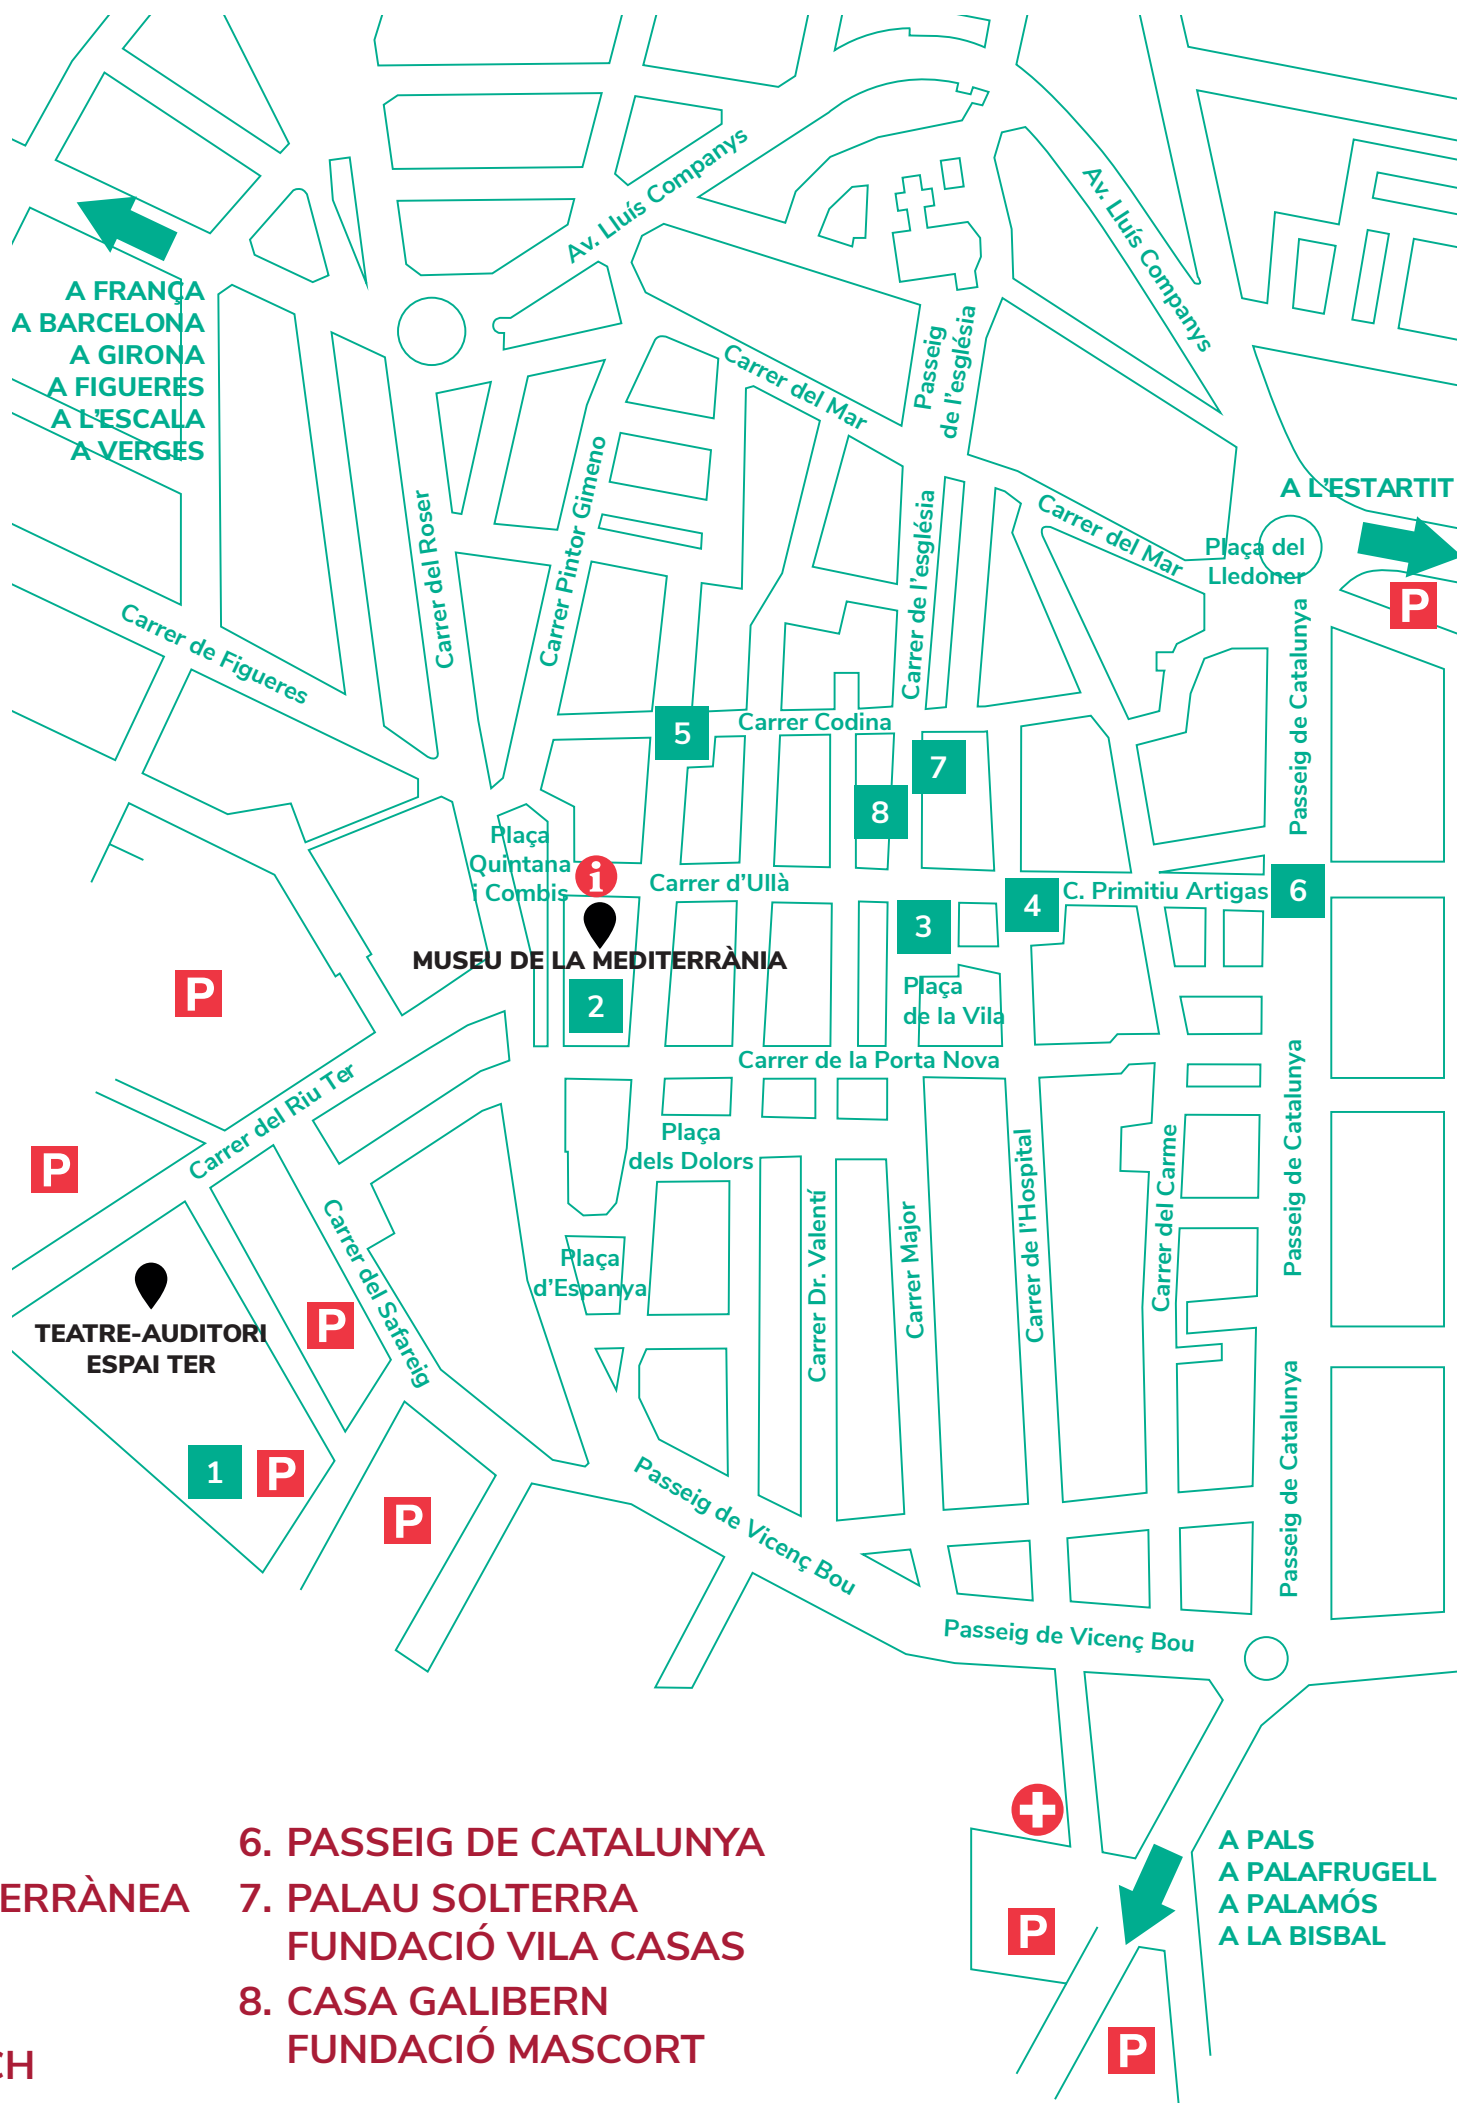 Av. Lluís Companys
Av. Lluís Companys
A FRANÇA
A BARCELONA
A GIRONA
A FIGUERES
A L'ESCALA
A VERGES
Passeig
de l'església
Carrer del Mar
Carrer del Roser
Carrer Pintor Gimeno
Carrer de l'església
Carrer del Mar
A L'ESTARTIT
Plaça del
Lledoner
P
Carrer de Figueres
Passeig de Catalunya
5
Carrer Codina
7
8
Plaça
Quintana
i Combis
i
Carrer d'Ullà
4
C. Primitiu Artigas
6
3
MUSEU DE LA MEDITERRÀNIA
2
P
Plaça
de la Vila
Carrer de la Porta Nova
Carrer del Riu Ter
P
Plaça
dels Dolors
Carrer Dr. Valentí
Carrer Major
Carrer de l'Hospital
Carrer del Carme
Passeig de Catalunya
Carrer del Safareig
Plaça
d'Espanya
TEATRE-AUDITORI
ESPAI TER
P
1
P
P
Passeig de Vicenç Bou
Passeig de Catalunya
Passeig de Vicenç Bou
A PALS
A PALAFRUGELL
A PALAMÓS
A LA BISBAL
P
P
6. PASSEIG DE CATALUNYA
ERRÀNEA
7. PALAU SOLTERRA
FUNDACIÓ VILA CASAS
8. CASA GALIBERN
FUNDACIÓ MASCORT
CH